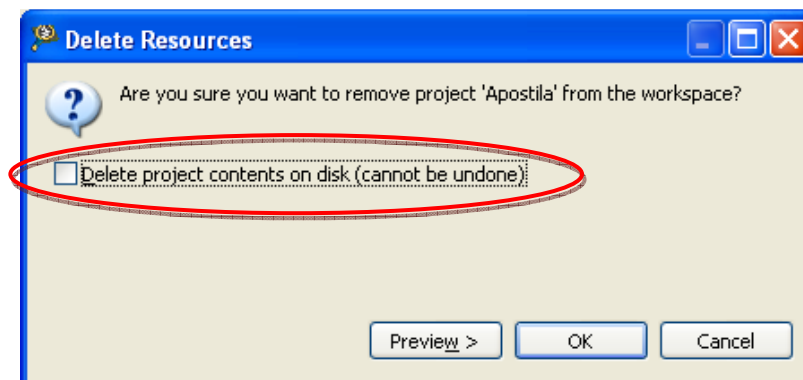 Delete Resources
Are you sure you want to remove project 'Apostila' from the workspace?
Delete project contents on disk (cannot be undone)
Preview > OK Cancel